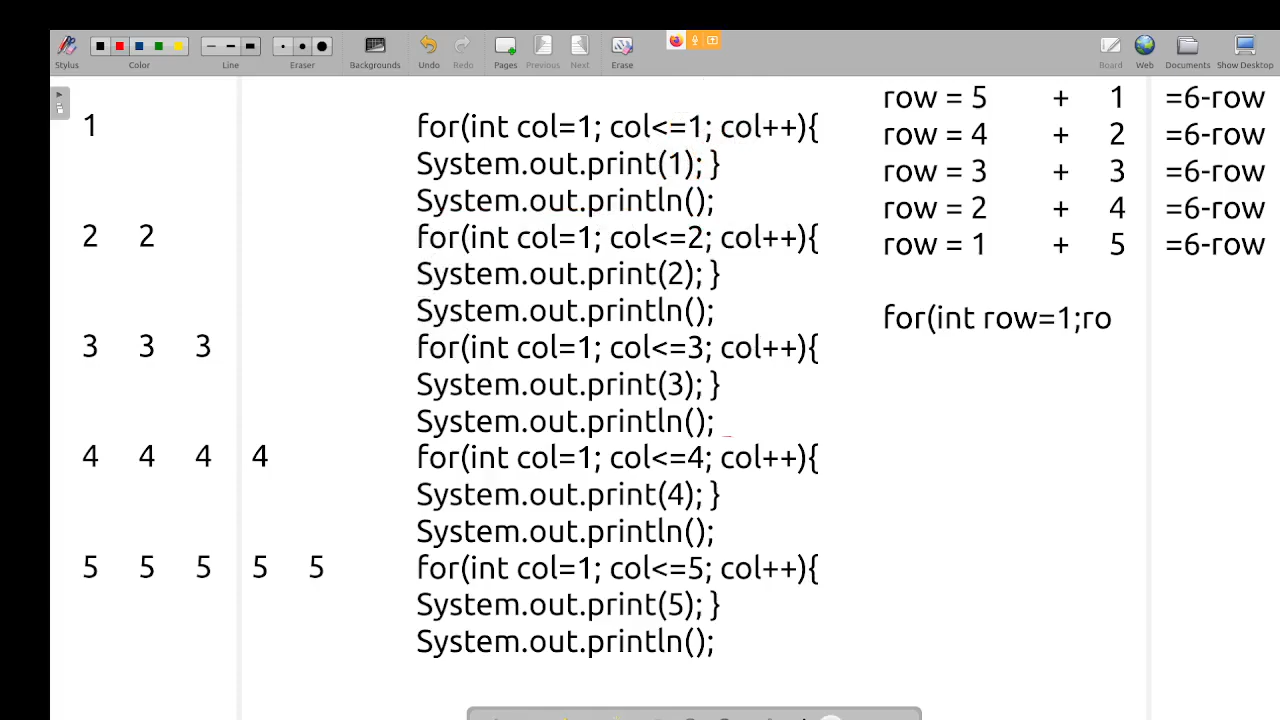 Stylus Color Line Eraser Backgrounds Undo Redo Pages Previous Next Erase Board Web Documents Show Desktop
1
2 2
3 3 3
4 4 4 4
5 5 5 5 5
for(int col=1; col<=1; col++){
System.out.print(1); }
System.out.println();
for(int col=1; col<=2; col++){
System.out.print(2); }
System.out.println();
for(int col=1; col<=3; col++){
System.out.print(3); }
System.out.println();
for(int col=1; col<=4; col++){
System.out.print(4); }
System.out.println();
for(int col=1; col<=5; col++){
System.out.print(5); }
System.out.println();
row = 5 + 1 =6-row
row = 4 + 2 =6-row
row = 3 + 3 =6-row
row = 2 + 4 =6-row
row = 1 + 5 =6-row
for(int row=1;ro